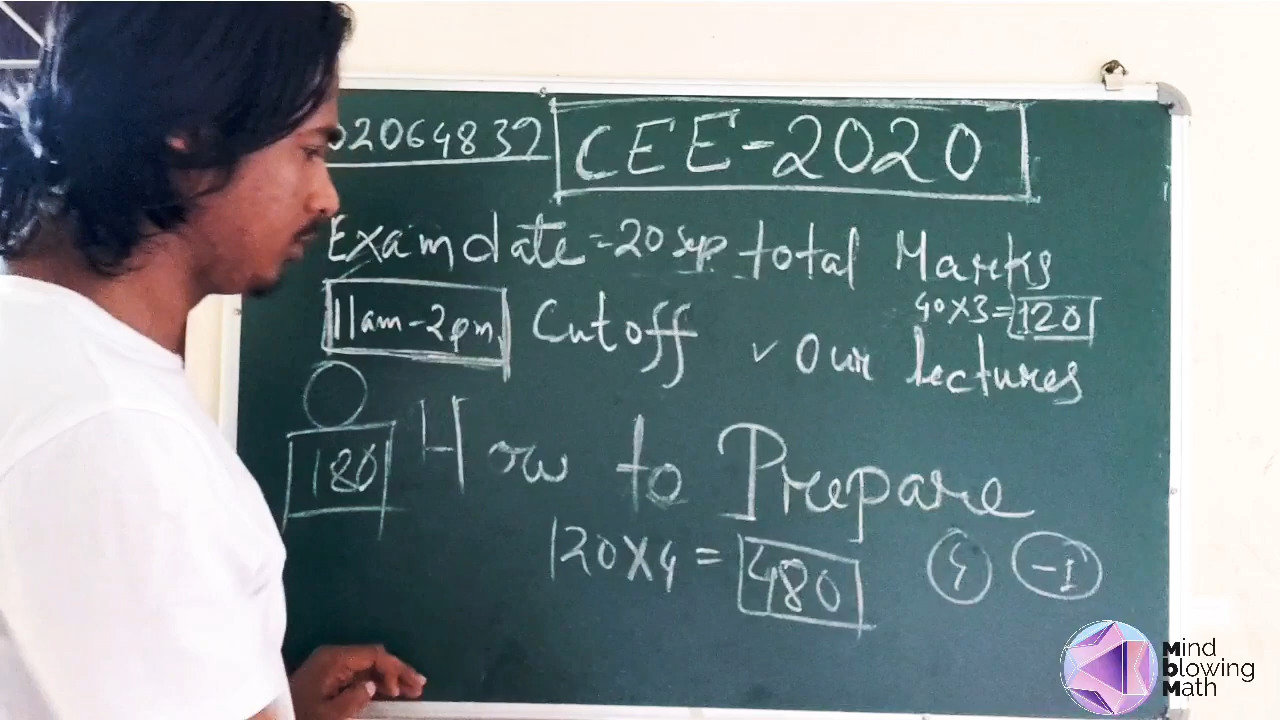 02064839 CEE-2020
Exam date = 20 sep total Marks
40×3 = 120
11am-2pm Cutoff ✓ Our lectures
180 How to Prepare
120×4 = 480 4 -1
Mind
blowing
Math